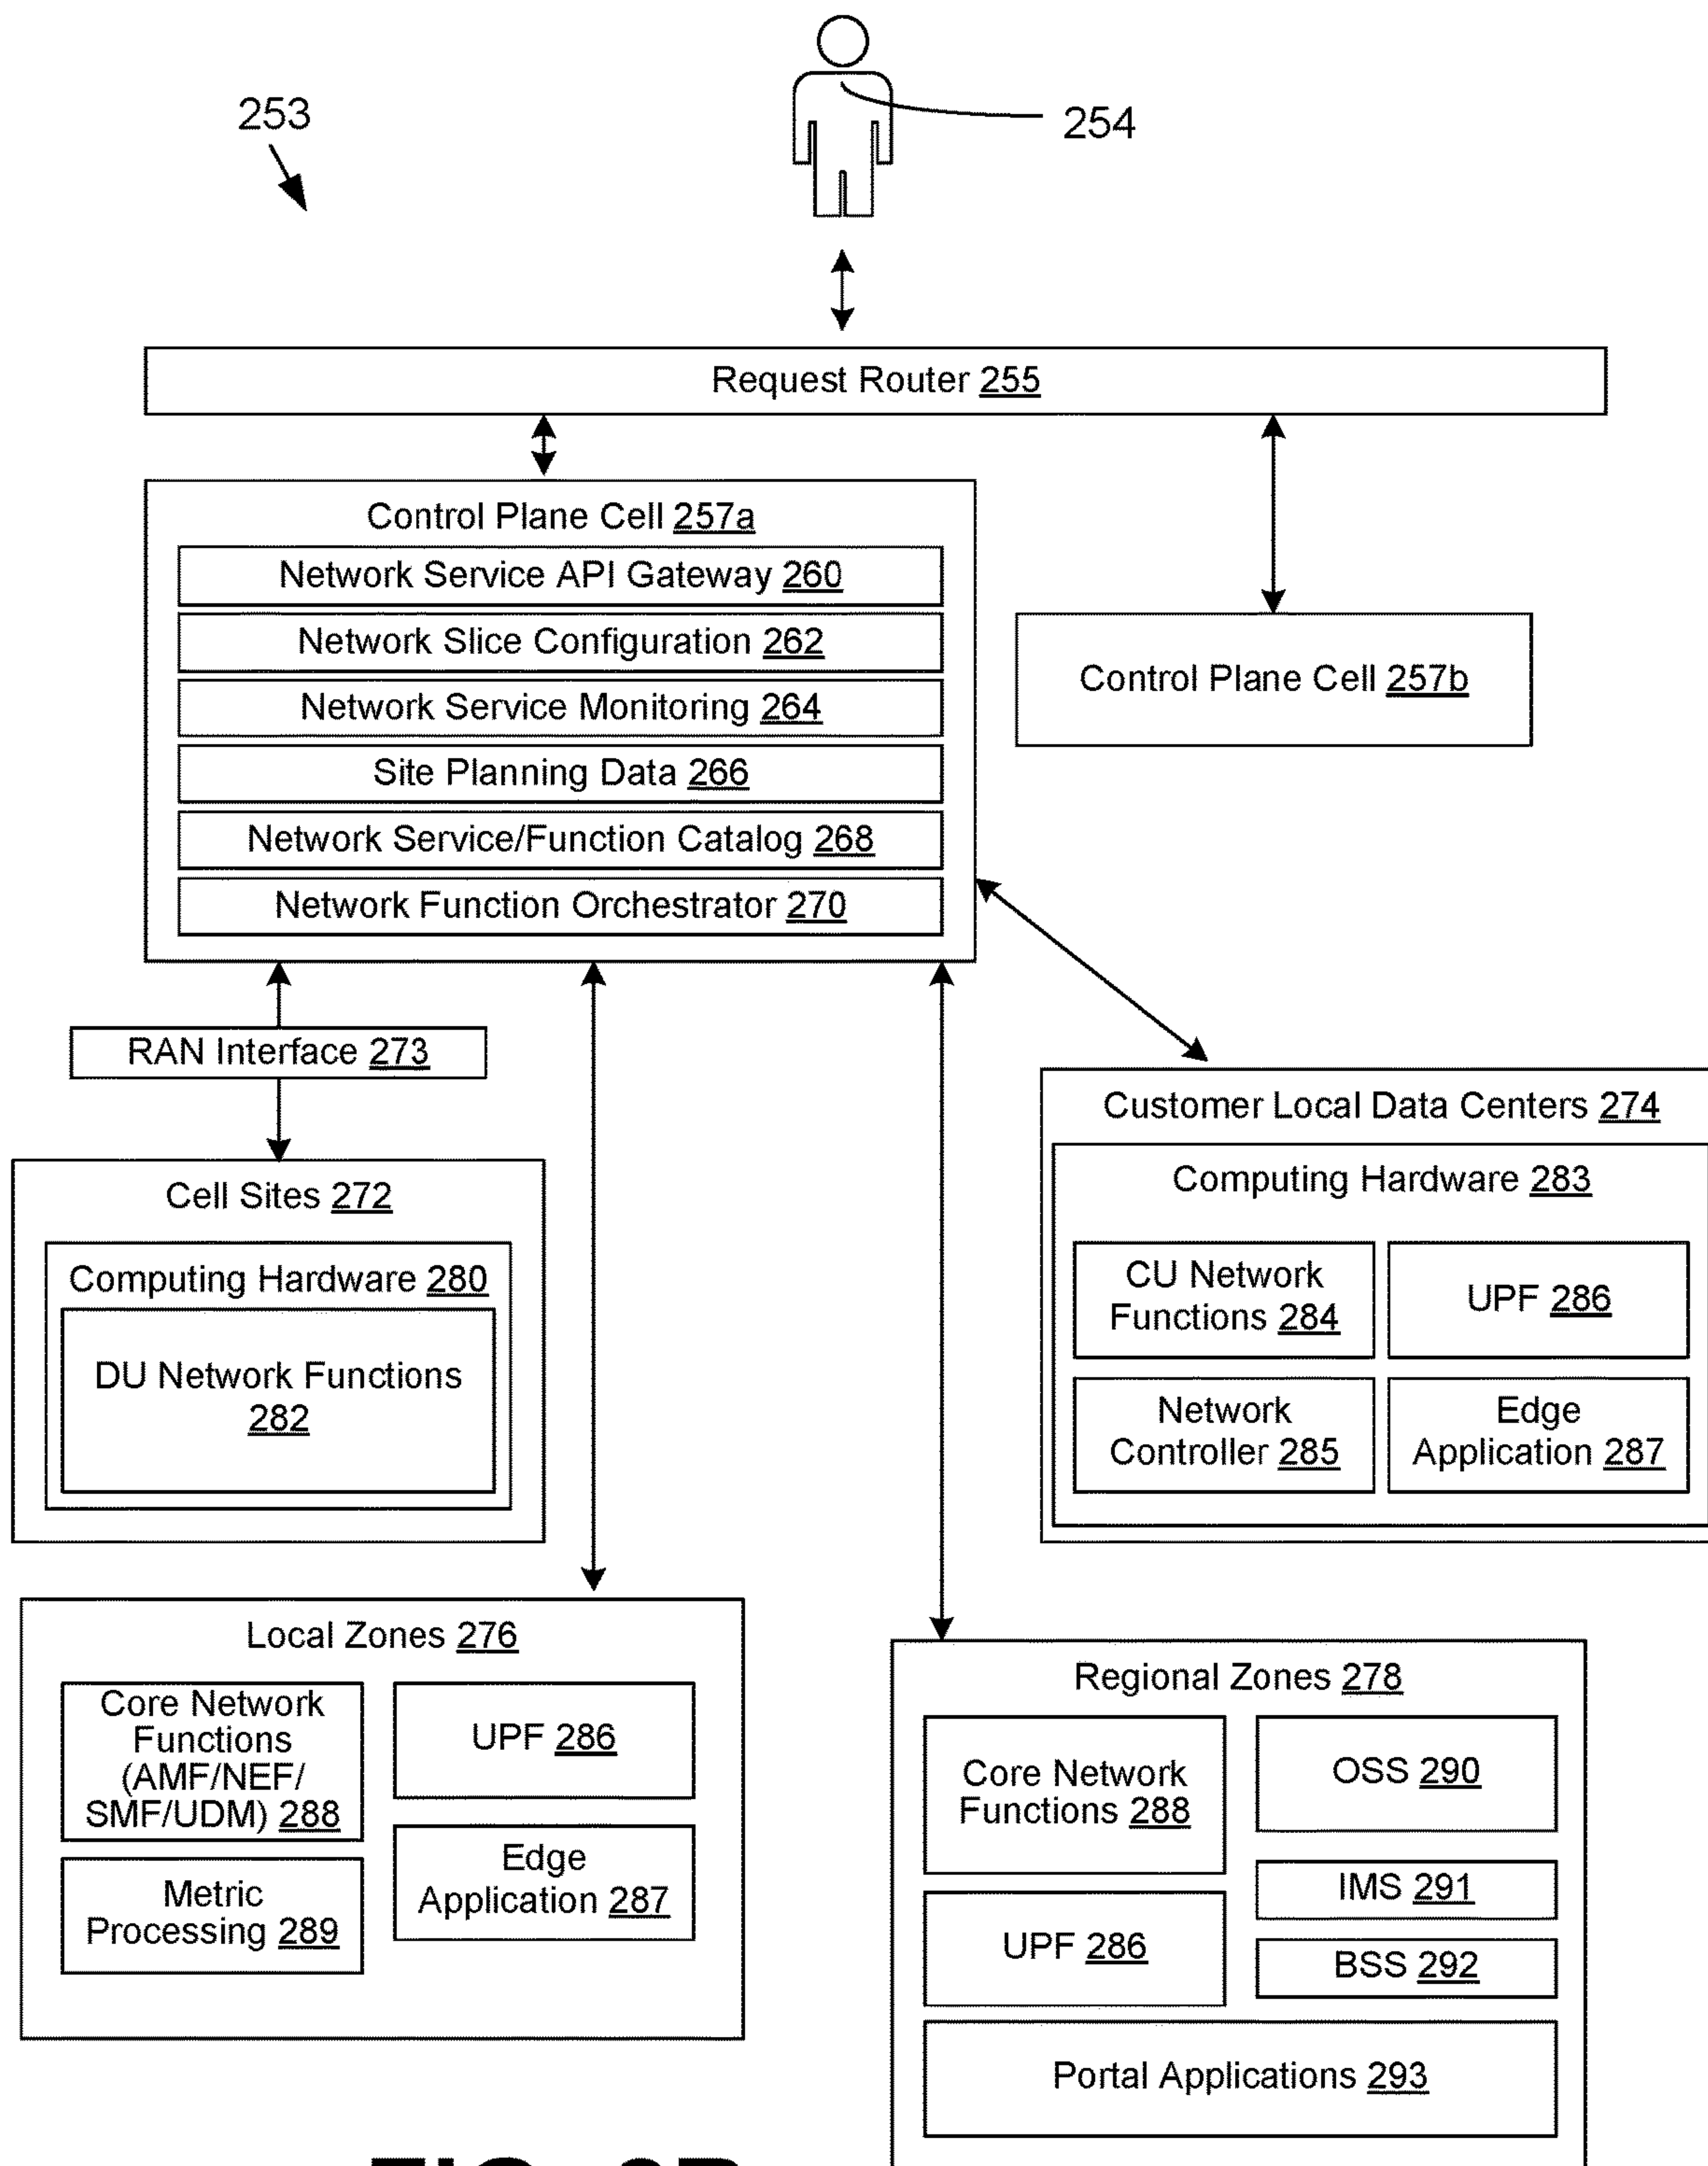 253
254
Request Router 255
Control Plane Cell 257a
Network Service API Gateway 260
Network Slice Configuration 262
Network Service Monitoring 264
Site Planning Data 266
Network Service/Function Catalog 268
Network Function Orchestrator 270
Control Plane Cell 257b
RAN Interface 273
Cell Sites 272
Computing Hardware 280
DU Network Functions
282
Customer Local Data Centers 274
Computing Hardware 283
CU Network
Functions 284
UPF 286
Network
Controller 285
Edge
Application 287
Local Zones 276
Core Network
Functions
(AMF/NEF/
SMF/UDM) 288
UPF 286
Metric
Processing 289
Edge
Application 287
Regional Zones 278
Core Network
Functions 288
OSS 290
IMS 291
UPF 286
BSS 292
Portal Applications 293